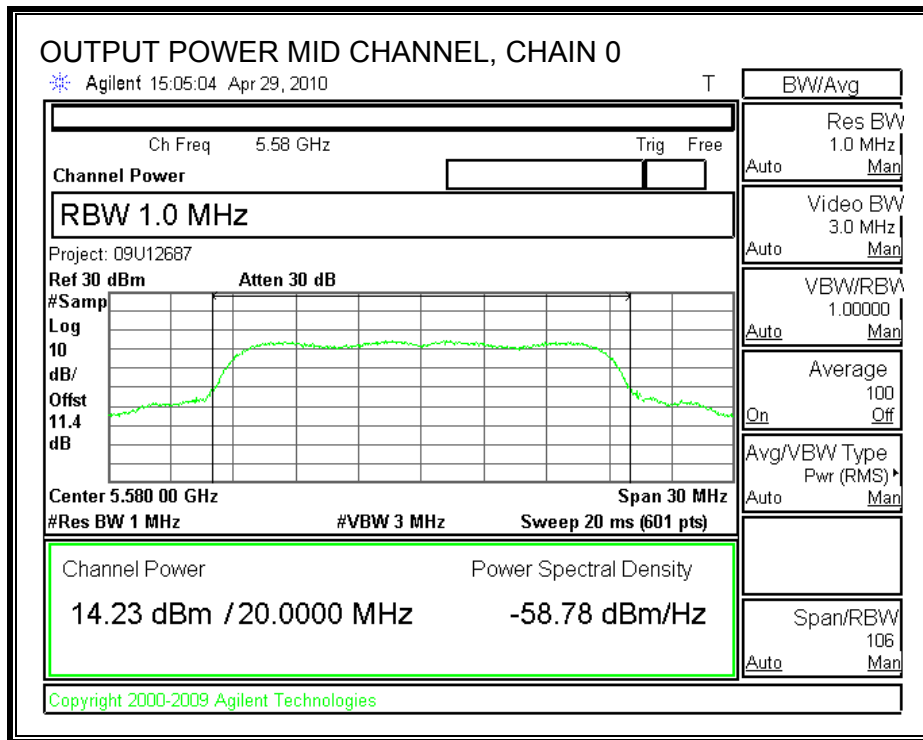 OUTPUT POWER MID CHANNEL, CHAIN 0
Agilent 15:05:04 Apr 29, 2010 T
Ch Freq 5.58 GHz Trig Free
Channel Power
RBW 1.0 MHz
Project: 09U12687
Ref 30 dBm Atten 30 dB
#Samp
Log
10
dB/
Offst
11.4
dB
Center 5.580 00 GHz Span 30 MHz
#Res BW 1 MHz #VBW 3 MHz Sweep 20 ms (601 pts)
Channel Power Power Spectral Density
14.23 dBm / 20.0000 MHz -58.78 dBm/Hz
Copyright 2000-2009 Agilent Technologies
BW/Avg
Res BW
1.0 MHz
Auto Man
Video BW
3.0 MHz
Auto Man
VBW/RBW
1.00000
Auto Man
Average
100
On Off
Avg/VBW Type
Pwr (RMS)
Auto Man
Span/RBW
106
Auto Man